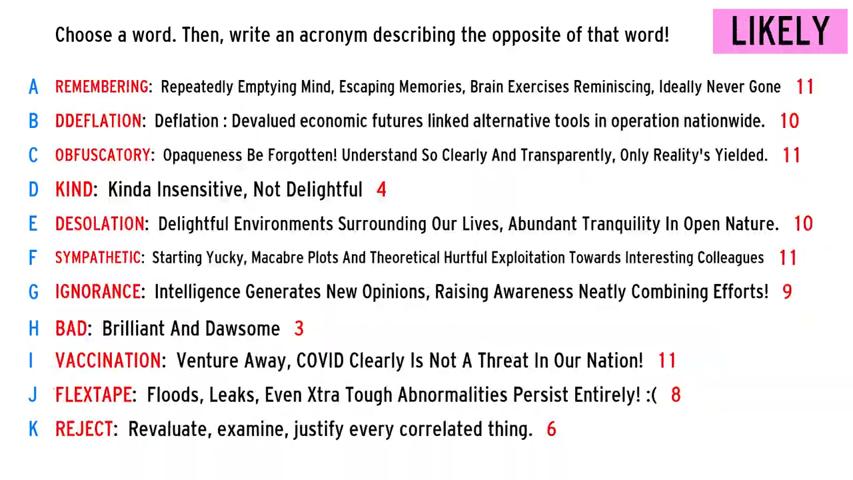 Choose a word. Then, write an acronym describing the opposite of that word!
LIKELY
A REMEMBERING: Repeatedly Emptying Mind, Escaping Memories, Brain Exercises Reminiscing, Ideally Never Gone 11
B DDEFLATION: Deflation : Devalued economic futures linked alternative tools in operation nationwide. 10
C OBFUSCATORY: Opaqueness Be Forgotten! Understand So Clearly And Transparently, Only Reality's Yielded. 11
D KIND: Kinda Insensitive, Not Delightful 4
E DESOLATION: Delightful Environments Surrounding Our Lives, Abundant Tranquility In Open Nature. 10
F SYMPATHETIC: Starting Yucky, Macabre Plots And Theoretical Hurtful Exploitation Towards Interesting Colleagues 11
G IGNORANCE: Intelligence Generates New Opinions, Raising Awareness Neatly Combining Efforts! 9
H BAD: Brilliant And Dawsome 3
I VACCINATION: Venture Away, COVID Clearly Is Not A Threat In Our Nation! 11
J FLEXTAPE: Floods, Leaks, Even Xtra Tough Abnormalities Persist Entirely! :( 8
K REJECT: Revaluate, examine, justify every correlated thing. 6